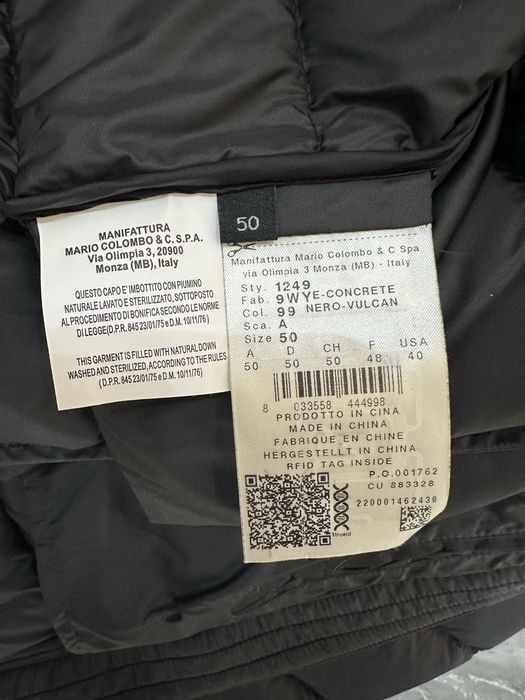 MANIFATTURA
MARIO COLOMBO & C. S.P.A.
Via Olimpia 3, 20900
Monza (MB), Italy
QUESTO CAPO E' IMBOTTITO CON PIUMINO
NATURALE LAVATO E STERILIZZATO, SOTTOPOSTO
AL PROCEDIMENTO DI BONIFICA SECONDO LE NORME
DI LEGGE (D.P.R. 845 23/01/75 e D.M. 10/11/76)
THIS GARMENT IS FILLED WITH NATURAL DOWN
WASHED AND STERILIZED, ACCORDING TO THE RULES
(D.P.R. 845 23/01/75 e D.M. 10/11/76)
50
Manifattura Mario Colombo & C Spa
via Olimpia 3 Monza (MB) - Italy
Sty. 1249
Fab. 9WYE-CONCRETE
Col. 99 NERO-VULCAN
Sca. A
Size 50
A D CH F USA
50 50 50 48 40
8 033558 444998
PRODOTTO IN CINA
MADE IN CHINA
FABRIQUE EN CHINE
HERGESTELLT IN CHINA
RFID TAG INSIDE
P.O.001762
CU 883328
220001462439
1trueid